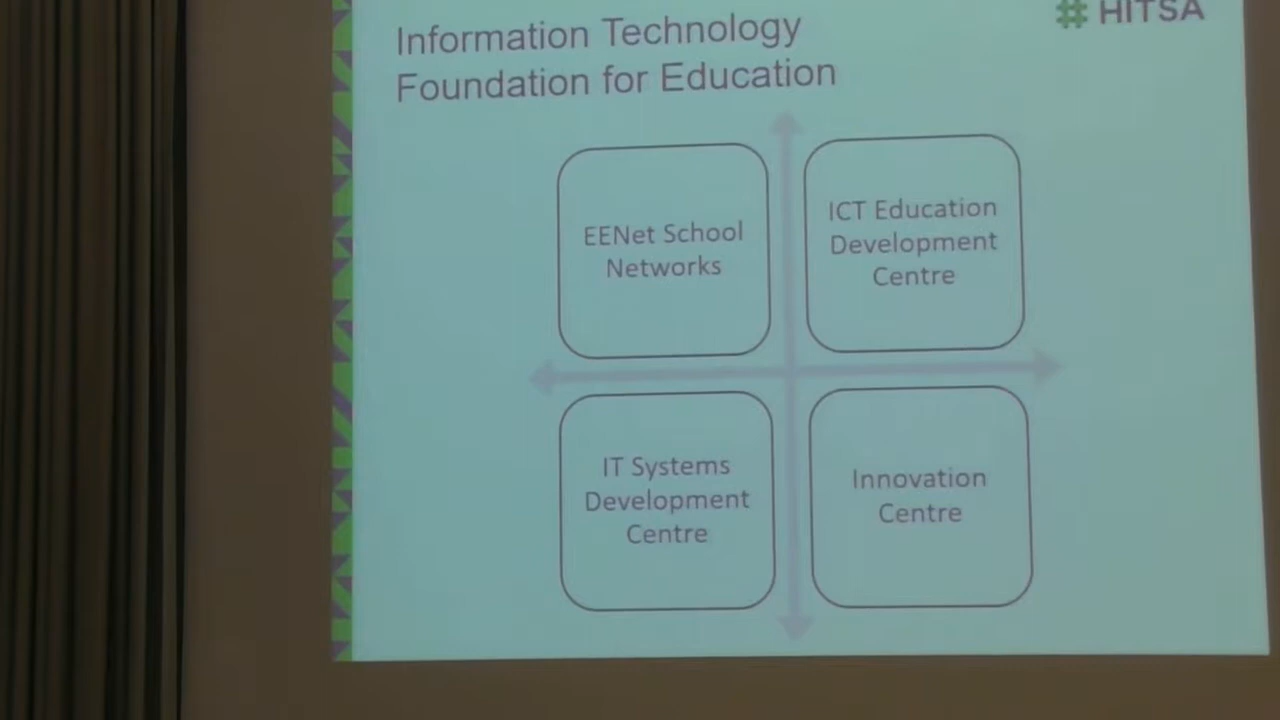 Information Technology
Foundation for Education
# HITSA
EENet School
Networks
ICT Education
Development
Centre
IT Systems
Development
Centre
Innovation
Centre